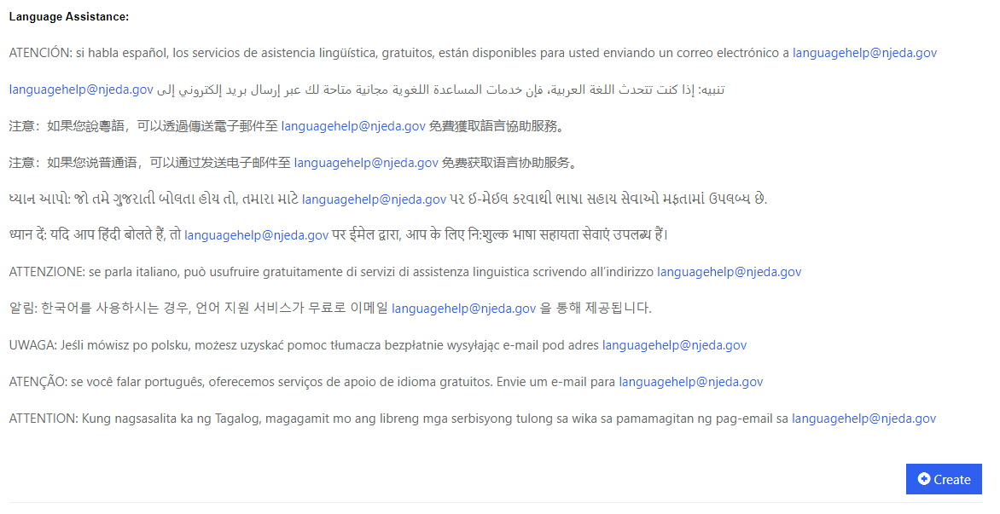 Language Assistance:
ATENCIÓN: si habla español, los servicios de asistencia lingüística, gratuitos, están disponibles para usted enviando un correo electrónico a languagehelp@njeda.gov
تنبيه: إذا كنت تتحدث اللغة العربية، فإن خدمات المساعدة اللغوية مجانية متاحة لك عبر إرسال بريد إلكتروني إلى languagehelp@njeda.gov
注意：如果您說粵語，可以透過傳送電子郵件至 languagehelp@njeda.gov 免費獲取語言協助服務。
注意：如果您说普通语，可以通过发送电子邮件至 languagehelp@njeda.gov 免费获取语言协助服务。
ધ્યાન આપો: જો તમે ગુજરાતી બોલતા હોય તો, તમારા માટે languagehelp@njeda.gov પર ઈ-મેઈલ કરવાથી ભાષા સહાય સેવાઓ મફતામાં ઉપલબ્ધ છે.
ध्यान दें: यदि आप हिंदी बोलते हैं, तो languagehelp@njeda.gov पर ईमेल द्वारा, आप के लिए नि:शुल्क भाषा सहायता सेवाएं उपलब्ध हैं।
ATTENZIONE: se parla italiano, può usufruire gratuitamente di servizi di assistenza linguistica scrivendo all'indirizzo languagehelp@njeda.gov
알림: 한국어를 사용하시는 경우, 언어 지원 서비스가 무료로 이메일 languagehelp@njeda.gov 을 통해 제공됩니다.
UWAGA: Jeśli mówisz po polsku, możesz uzyskać pomoc tłumacza bezpłatnie wysyłając e-mail pod adres languagehelp@njeda.gov
ATENÇÃO: se você falar português, oferecemos serviços de apoio de idioma gratuitos. Envie um e-mail para languagehelp@njeda.gov
ATTENTION: Kung nagsasalita ka ng Tagalog, magagamit mo ang libreng mga serbisyong tulong sa wika sa pamamagitan ng pag-email sa languagehelp@njeda.gov
Create